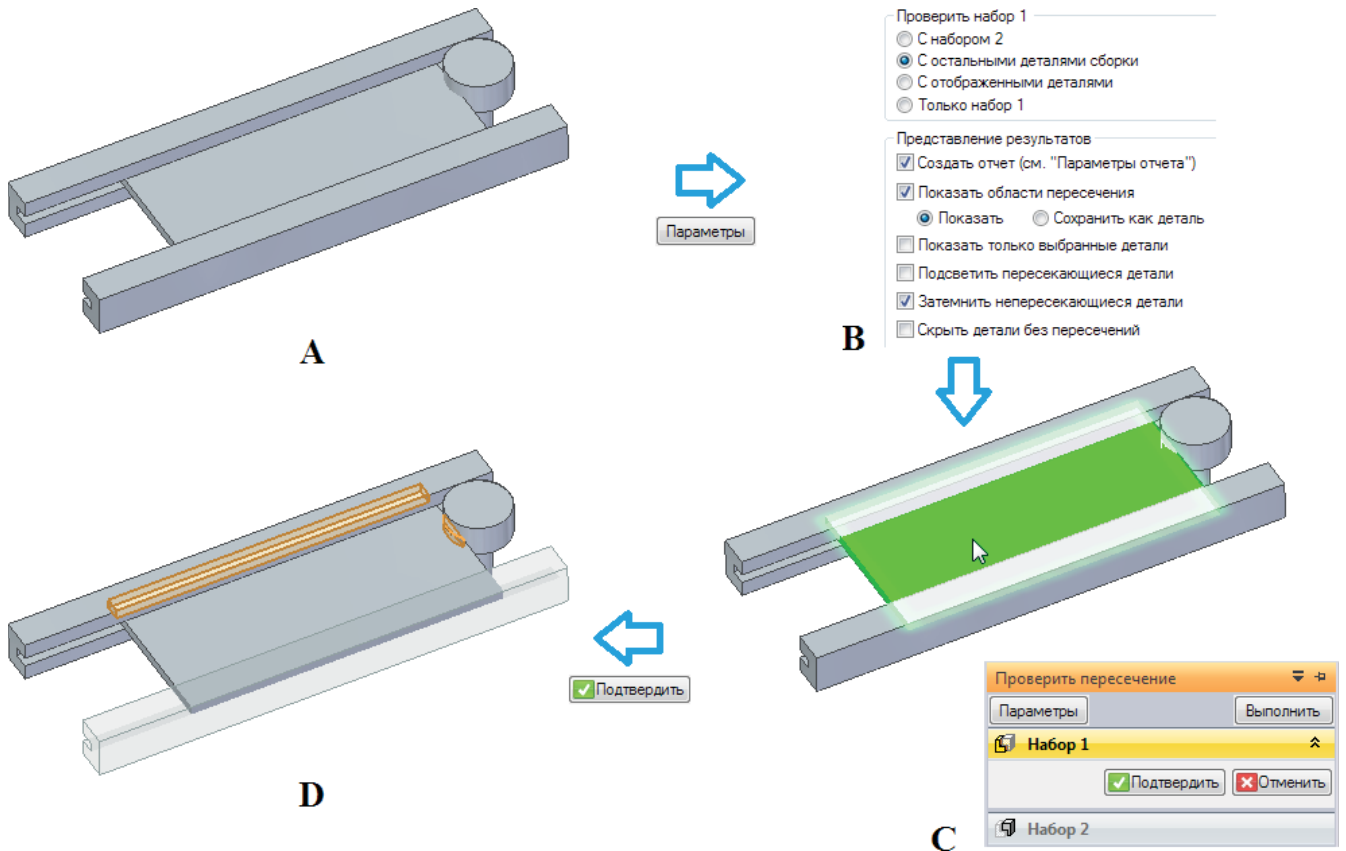 Проверить набор 1
С набором 2
С остальными деталями сборки
С отображенными деталями
Только набор 1
Представление результатов
Создать отчет (см. "Параметры отчета")
Показать области пересечения
Показать Сохранить как деталь
Показать только выбранные детали
Подсветить пересекающиеся детали
Затемнить непересекающиеся детали
Скрыть детали без пересечений
Параметры
A
B
Проверить пересечение
Параметры Выполнить
Набор 1
Подтвердить Отменить
Набор 2
C
Подтвердить
D